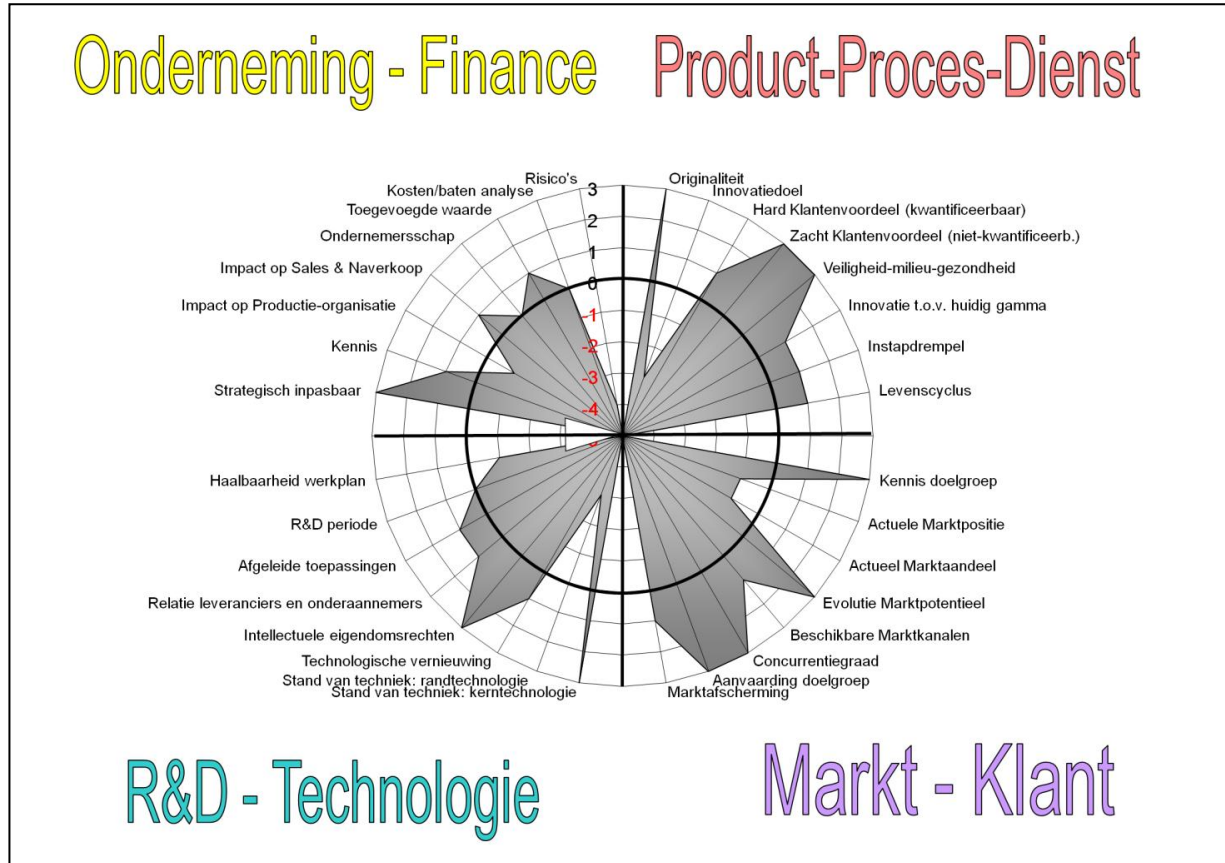 Onderneming - Finance
Product-Proces-Dienst
Risico's
Kosten/baten analyse
Toegevoegde waarde
Ondernemersschap
Impact op Sales & Naverkoop
Impact op Productie-organisatie
Kennis
Strategisch inpasbaar
3
2
1
0
-1
-2
-3
-4
Originaliteit
Innovatiedoel
Hard Klantenvoordeel (kwantificeerbaar)
Zacht Klantenvoordeel (niet-kwantificeerb.)
Veiligheid-milieu-gezondheid
Innovatie t.o.v. huidig gamma
Instapdrempel
Levenscyclus
Haalbaarheid werkplan
R&D periode
Afgeleide toepassingen
Relatie leveranciers en onderaannemers
Intellectuele eigendomsrechten
Technologische vernieuwing
Stand van techniek: randtechnologie
Stand van techniek: kerntechnologie
Kennis doelgroep
Actuele Marktpositie
Actueel Marktaandeel
Evolutie Marktpotentieel
Beschikbare Marktkanalen
Concurrentiegraad
Aanvaarding doelgroep
Marktafscherming
R&D - Technologie
Markt - Klant